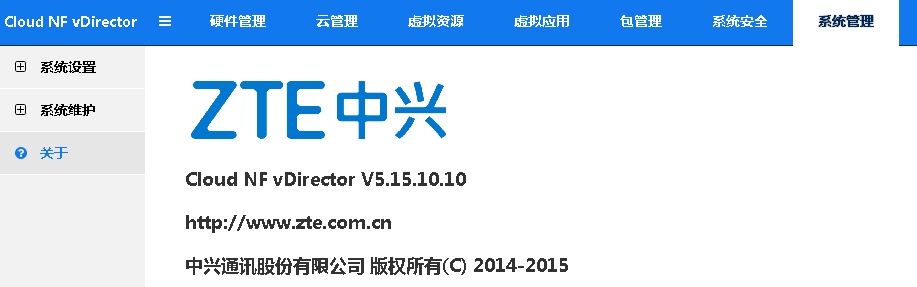 Cloud NF vDirector 硬件管理 云管理 虚拟资源 虚拟应用 包管理 系统安全 系统管理
系统设置
系统维护
关于
ZTE中兴
Cloud NF vDirector V5.15.10.10
http://www.zte.com.cn
中兴通讯股份有限公司 版权所有(C) 2014-2015